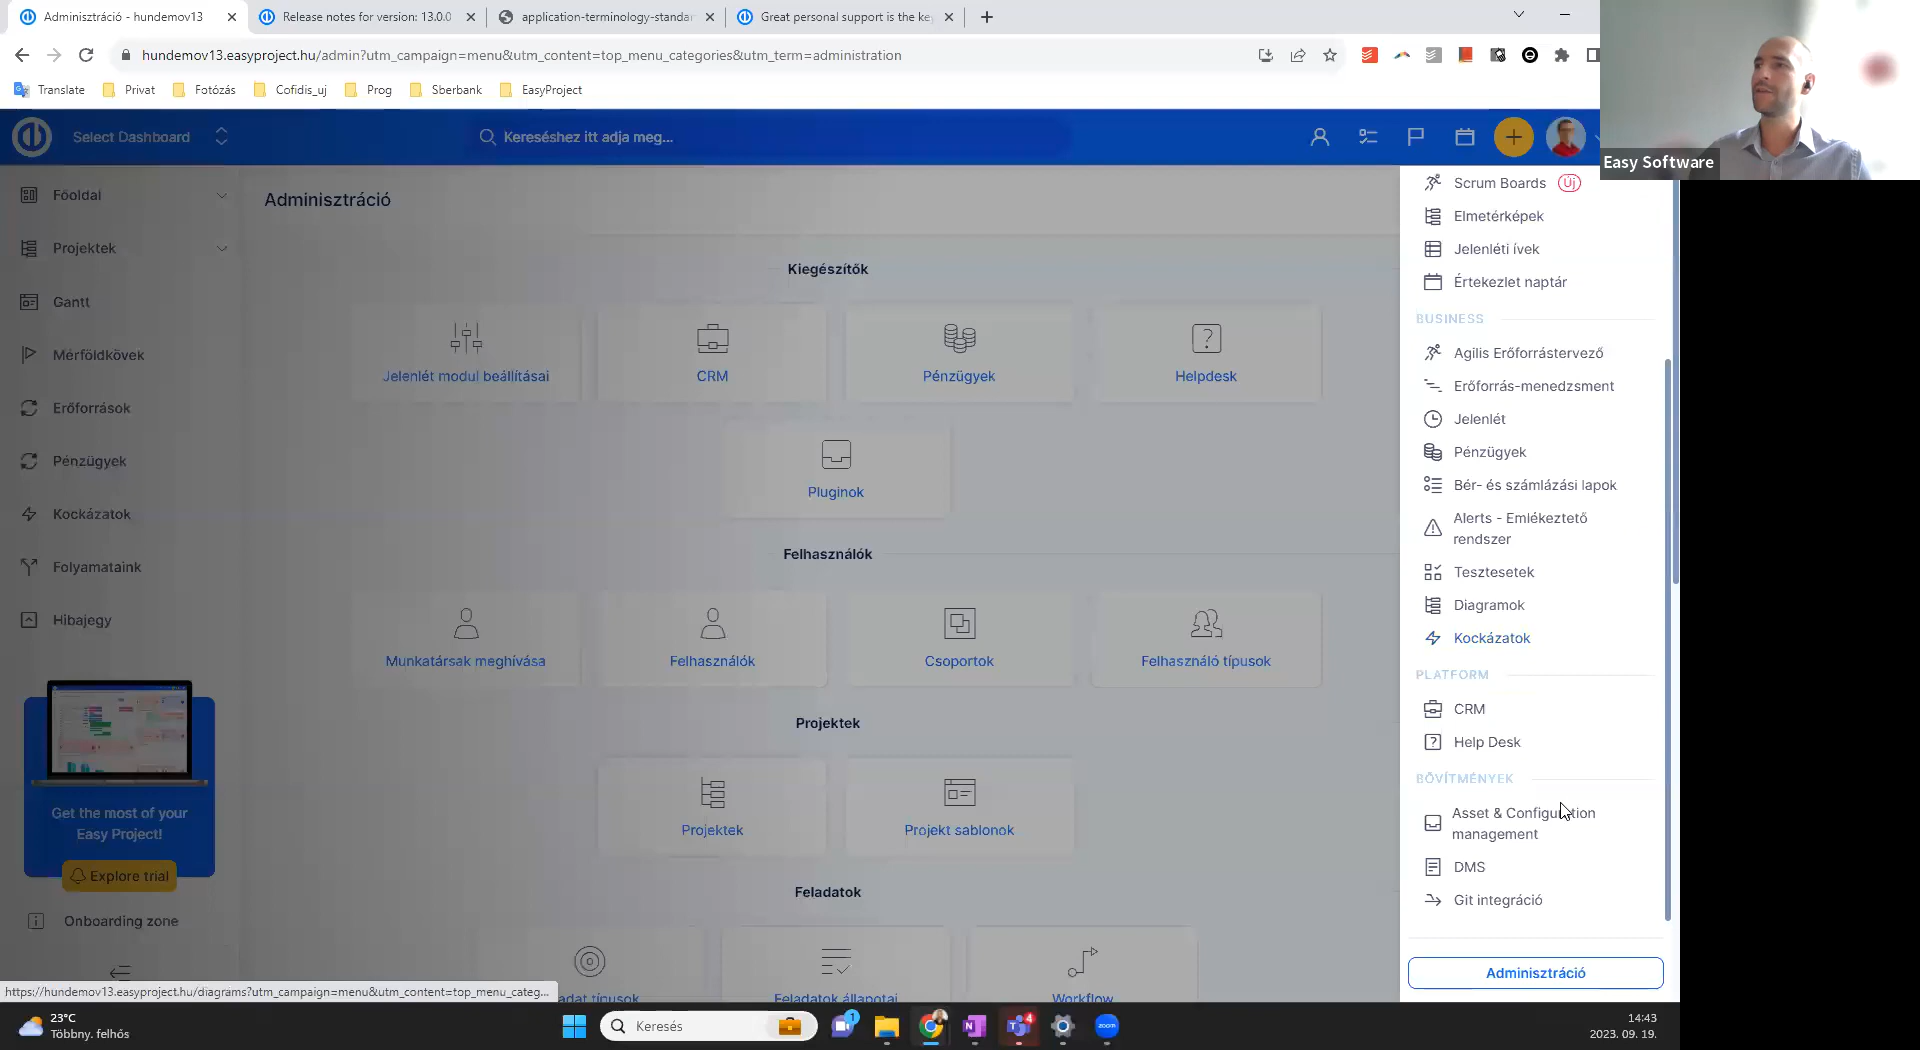 Adminisztráció - hundemov13
Release notes for version: 13.0.0
application-terminology-standar
Great personal support is the ke
hundemov13.easyproject.hu/admin?utm_campaign=menu&utm_content=top_menu_categories&utm_term=administration
Translate
Privat
Fotózás
Cofidis_uj
Prog
Sberbank
EasyProject
Easy Software
Select Dashboard
Kereséshez itt adja meg...
Főoldal
Projektek
Gantt
Mérföldkövek
Erőforrások
Pénzügyek
Kockázatok
Folyamataink
Hibajegy
Get the most of your
Easy Project!
Explore trial
Onboarding zone
Adminisztráció
Kiegészítők
Jelenlét modul beállításai
CRM
Pénzügyek
Helpdesk
Pluginok
Felhasználók
Munkatársak meghívása
Felhasználók
Csoportok
Felhasználó típusok
Projektek
Projektek
Projekt sablonok
Feladatok
adat típusok
Feladatok állapotai
Workflow
Scrum Boards Új
Elmetérképek
Jelenléti ívek
Értekezlet naptár
BUSINESS
Agilis Erőforrástervező
Erőforrás-menedzsment
Jelenlét
Pénzügyek
Bér- és számlázási lapok
Alerts - Emlékeztető
rendszer
Tesztesetek
Diagramok
Kockázatok
PLATFORM
CRM
Help Desk
BŐVÍTMÉNYEK
Asset & Configuration
management
DMS
Git integráció
Adminisztráció
https://hundemov13.easyproject.hu/diagrams?utm_campaign=menu&utm_content=top_menu_categ...
23°C
Többny. felhős
Keresés
1
4
zoom
14:43
2023. 09. 19.